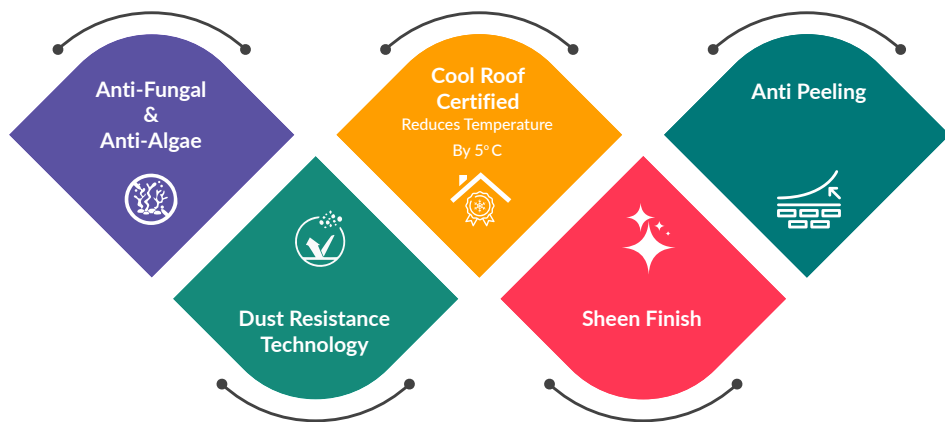 Anti-Fungal
&
Anti-Algae
Cool Roof
Certified
Reduces Temperature
By 5° C
Anti Peeling
Dust Resistance
Technology
Sheen Finish